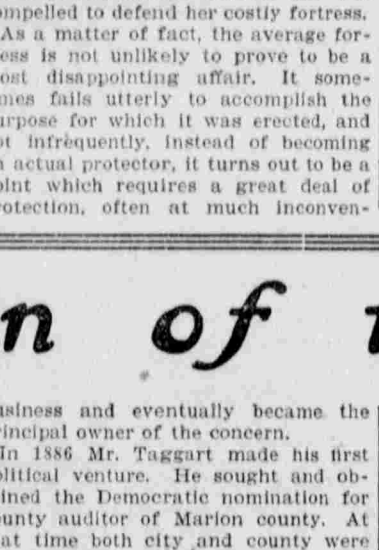 ompelled to defend her costly fortress.
As a matter of fact, the average for-
ess is not unlikely to prove to be a
ost disappointing affair. It some-
mes fails utterly to accomplish the
urpose for which it was erected, and
ot infrequently, instead of becoming
n actual protector, it turns out to be a
oint which requires a great deal of
rotection, often at much inconven-
n of t
usiness and eventually became the
rincipal owner of the concern.
In 1886 Mr. Taggart made his first
olitical venture. He sought and ob-
ined the Democratic nomination for
ounty auditor of Marion county. At
at time both city and county were